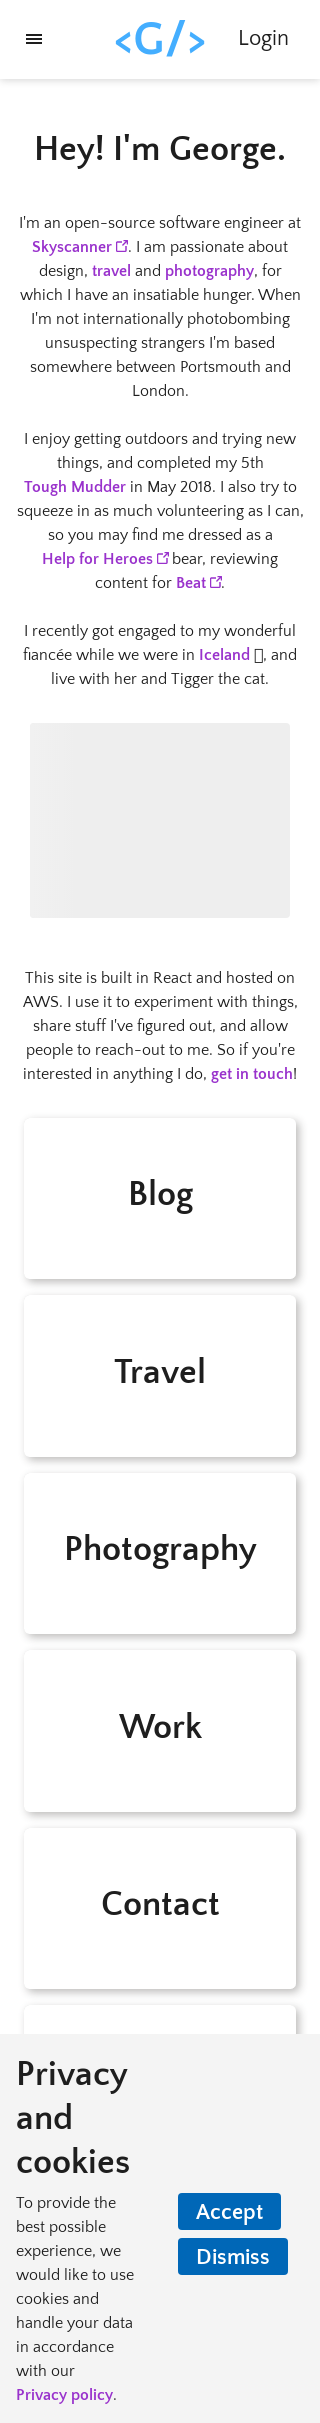 <G/>
Login
Hey! I'm George.
I'm an open-source software engineer at
Skyscanner. I am passionate about
design, travel and photography, for
which I have an insatiable hunger. When
I'm not internationally photobombing
unsuspecting strangers I'm based
somewhere between Portsmouth and
London.
I enjoy getting outdoors and trying new
things, and completed my 5th
Tough Mudder in May 2018. I also try to
squeeze in as much volunteering as I can,
so you may find me dressed as a
Help for Heroes bear, reviewing
content for Beat.
I recently got engaged to my wonderful
fiancée while we were in Iceland , and
live with her and Tigger the cat.
This site is built in React and hosted on
AWS. I use it to experiment with things,
share stuff I've figured out, and allow
people to reach-out to me. So if you're
interested in anything I do, get in touch!
Blog
Travel
Photography
Work
Contact
Privacy
and
cookies
To provide the
best possible
experience, we
would like to use
cookies and
handle your data
in accordance
with our
Privacy policy.
Accept
Dismiss